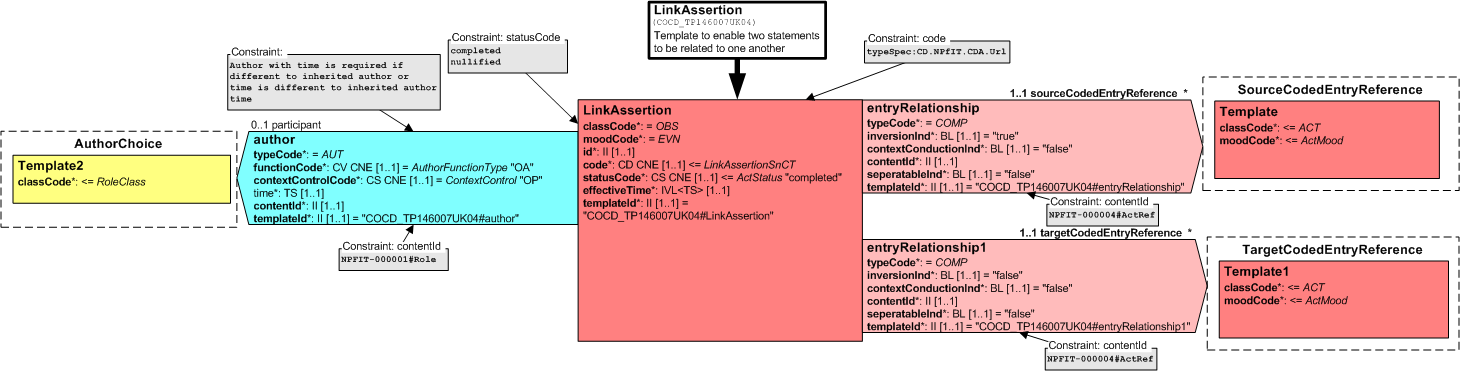 LinkAssertion
(COCD_TP146007UK04)
Template to enable two statements
to be related to one another
Constraint: statusCode
completed
nullified
Constraint: code
typeSpec:CD.NPfIT.CDA.Url
Constraint:
Author with time is required if
different to inherited author or
time is different to inherited author
time
AuthorChoice
Template2
classCode*: <= RoleClass
0..1 participant
author
typeCode*: = AUT
functionCode*: CV CNE [1..1] = AuthorFunctionType "OA"
contextControlCode*: CS CNE [1..1] = ContextControl "OP"
time*: TS [1..1]
contentId*: II [1..1]
templateId*: II [1..1] = "COCD_TP146007UK04#author"
Constraint: contentId
NPFIT-000001#Role
LinkAssertion
classCode*: = OBS
moodCode*: = EVN
id*: II [1..1]
code*: CD CNE [1..1] <= LinkAssertionSnCT
statusCode*: CS CNE [1..1] <= ActStatus "completed"
effectiveTime*: IVL<TS> [1..1]
templateId*: II [1..1] =
"COCD_TP146007UK04#LinkAssertion"
1..1 sourceCodedEntryReference *
entryRelationship
typeCode*: = COMP
inversionInd*: BL [1..1] = "true"
contextConductionInd*: BL [1..1] = "false"
contentId*: II [1..1]
seperatableInd*: BL [1..1] = "false"
templateId*: II [1..1] = "COCD_TP146007UK04#entryRelationship"
Constraint: contentId
NPFIT-000004#ActRef
SourceCodedEntryReference
Template
classCode*: <= ACT
moodCode*: <= ActMood
1..1 targetCodedEntryReference *
entryRelationship1
typeCode*: = COMP
inversionInd*: BL [1..1] = "false"
contextConductionInd*: BL [1..1] = "false"
contentId*: II [1..1]
seperatableInd*: BL [1..1] = "false"
templateId*: II [1..1] = "COCD_TP146007UK04#entryRelationship1"
Constraint: contentId
NPFIT-000004#ActRef
TargetCodedEntryReference
Template1
classCode*: <= ACT
moodCode*: <= ActMood